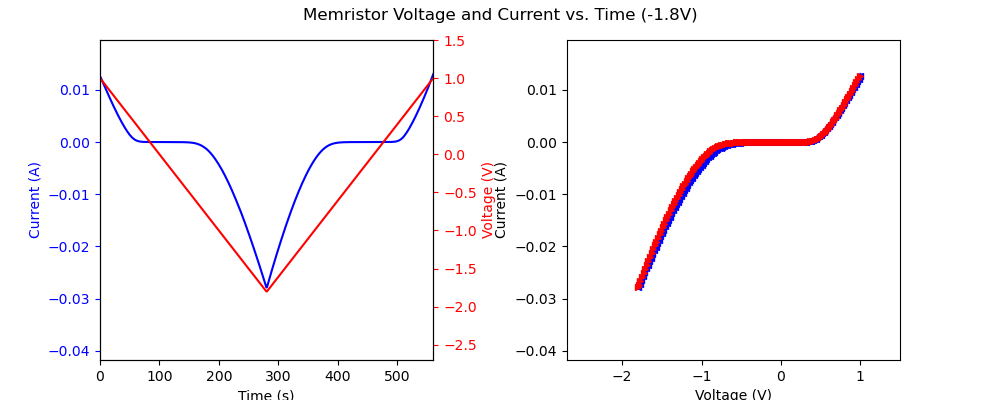 Memristor Voltage and Current vs. Time (-1.8V)
Current (A)
0.01
0.00
−0.01
−0.02
−0.03
−0.04
0 100 200 300 400 500
Time (s)
1.5
1.0
0.5
0.0
−0.5
−1.0
−1.5
−2.0
−2.5
Voltage (V)
Current (A)
0.01
0.00
−0.01
−0.02
−0.03
−0.04
−2 −1 0 1
Voltage (V)